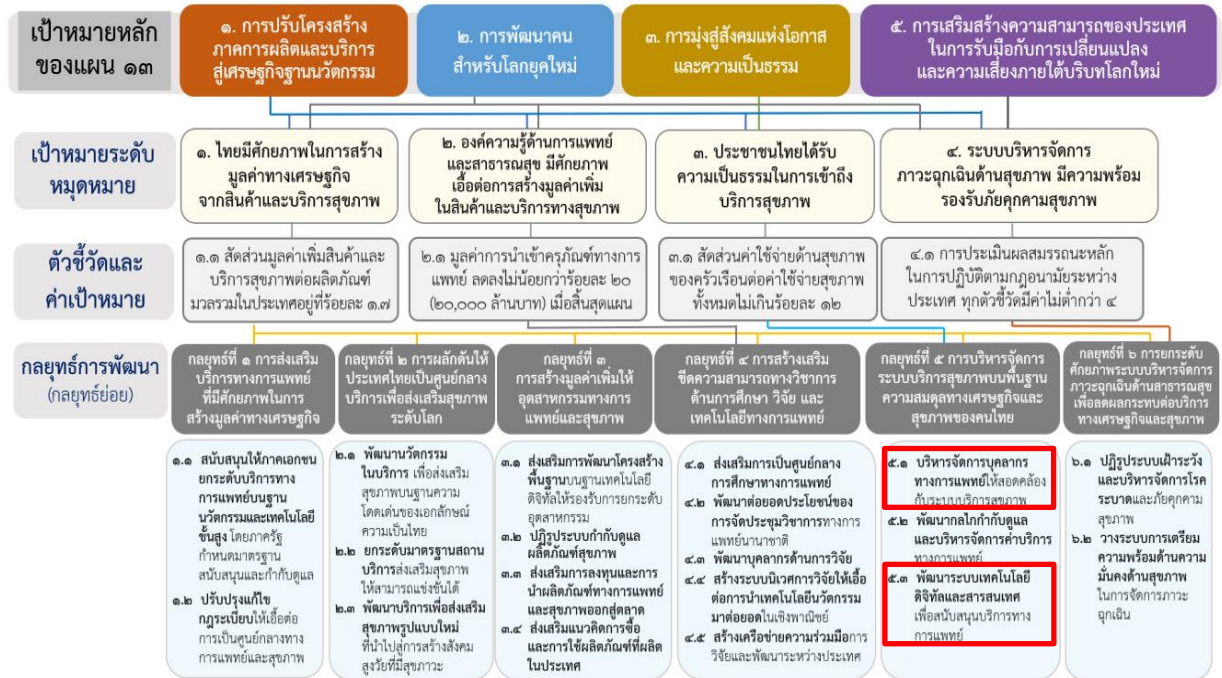 เป้าหมายหลัก
ของแผน ๑๓
๑. การปรับโครงสร้าง
ภาคการผลิตและบริการ
สู่เศรษฐกิจฐานนวัตกรรม
๒. การพัฒนาคน
สำหรับโลกยุคใหม่
๓. การมุ่งสู่สังคมแห่งโอกาส
และความเป็นธรรม
๕. การเสริมสร้างความสามารถของประเทศ
ในการรับมือกับการเปลี่ยนแปลง
และความเสี่ยงภายใต้บริบทโลกใหม่
เป้าหมายระดับ
หมุดหมาย
๑. ไทยมีศักยภาพในการสร้าง
มูลค่าทางเศรษฐกิจ
จากสินค้าและบริการสุขภาพ
๒. องค์ความรู้ด้านการแพทย์
และสาธารณสุข มีศักยภาพ
เอื้อต่อการสร้างมูลค่าเพิ่ม
ในสินค้าและบริการทางสุขภาพ
๓. ประชาชนไทยได้รับ
ความเป็นธรรมในการเข้าถึง
บริการสุขภาพ
๔. ระบบบริหารจัดการ
ภาวะฉุกเฉินด้านสุขภาพ มีความพร้อม
รองรับภัยคุกคามสุขภาพ
ตัวชี้วัดและ
ค่าเป้าหมาย
๑.๑ สัดส่วนมูลค่าเพิ่มสินค้าและ
บริการสุขภาพต่อผลิตภัณฑ์
มวลรวมในประเทศอยู่ที่ร้อยละ ๑.๗
๒.๑ มูลค่าการนำเข้าครุภัณฑ์ทางการ
แพทย์ ลดลงไม่น้อยกว่าร้อยละ ๒๐
(๒๐,๐๐๐ ล้านบาท) เมื่อสิ้นสุดแผน
๓.๑ สัดส่วนค่าใช้จ่ายด้านสุขภาพ
ของครัวเรือนต่อค่าใช้จ่ายสุขภาพ
ทั้งหมดไม่เกินร้อยละ ๑๒
๔.๑ การประเมินผลสมรรถนะหลัก
ในการปฏิบัติตามกฎอนามัยระหว่าง
ประเทศ ทุกตัวชี้วัดมีค่าไม่ต่ำกว่า ๔
กลยุทธ์การพัฒนา
(กลยุทธ์ย่อย)
กลยุทธ์ที่ ๑ การส่งเสริม
บริการทางการแพทย์
ที่มีศักยภาพในการ
สร้างมูลค่าทางเศรษฐกิจ
กลยุทธ์ที่ ๒ การผลักดันให้
ประเทศไทยเป็นศูนย์กลาง
บริการเพื่อส่งเสริมสุขภาพ
ระดับโลก
กลยุทธ์ที่ ๓
การสร้างมูลค่าเพิ่มให้
อุตสาหกรรมทางการ
แพทย์และสุขภาพ
กลยุทธ์ที่ ๔ การสร้างเสริม
ขีดความสามารถทางวิชาการ
ด้านการศึกษา วิจัย และ
เทคโนโลยีทางการแพทย์
กลยุทธ์ที่ ๕ การบริหารจัดการ
ระบบบริการสุขภาพบนพื้นฐาน
ความสมดุลทางเศรษฐกิจและ
สุขภาพของคนไทย
กลยุทธ์ที่ ๖ การยกระดับ
ศักยภาพระบบบริหารจัดการ
ภาวะฉุกเฉินด้านสาธารณสุข
เพื่อลดผลกระทบต่อบริการ
ทางเศรษฐกิจและสุขภาพ
๑.๑ สนับสนุนให้ภาคเอกชน
ยกระดับบริการทาง
การแพทย์บนฐาน
นวัตกรรมและเทคโนโลยี
ขั้นสูง โดยภาครัฐ
กำหนดมาตรฐาน
สนับสนุนและกำกับดูแล
๑.๒ ปรับปรุงแก้ไข
กฎระเบียบให้เอื้อต่อ
การเป็นศูนย์กลางทาง
การแพทย์และสุขภาพ
๒.๑ พัฒนานวัตกรรม
ในบริการ เพื่อส่งเสริม
สุขภาพบนฐานความ
โดดเด่นของเอกลักษณ์
ความเป็นไทย
๒.๒ ยกระดับมาตรฐานสถาน
บริการส่งเสริมสุขภาพ
ให้สามารถแข่งขันได้
๒.๓ พัฒนาบริการเพื่อส่งเสริม
สุขภาพรูปแบบใหม่
ที่นำไปสู่การสร้างสังคม
สูงวัยที่มีสุขภาวะ
๓.๑ ส่งเสริมการพัฒนาโครงสร้าง
พื้นฐานบนฐานเทคโนโลยี
ดิจิทัลให้รองรับการยกระดับ
อุตสาหกรรม
๓.๒ ปฏิรูประบบกำกับดูแล
ผลิตภัณฑ์สุขภาพ
๓.๓ ส่งเสริมการลงทุนและการ
นำผลิตภัณฑ์ทางการแพทย์
และสุขภาพออกสู่ตลาด
๓.๔ ส่งเสริมแนวคิดการซื้อ
และการใช้ผลิตภัณฑ์ที่ผลิต
ในประเทศ
๔.๑ ส่งเสริมการเป็นศูนย์กลาง
การศึกษาทางการแพทย์
๔.๒ พัฒนาต่อยอดประโยชน์ของ
การจัดประชุมวิชาการทางการ
แพทย์นานาชาติ
๔.๓ พัฒนาบุคลากรด้านการวิจัย
๔.๔ สร้างระบบนิเวศการวิจัยให้เอื้อ
ต่อการนำเทคโนโลยีนวัตกรรม
มาต่อยอดในเชิงพาณิชย์
๔.๕ สร้างเครือข่ายความร่วมมือการ
วิจัยและพัฒนาระหว่างประเทศ
๕.๑ บริหารจัดการบุคลากร
ทางการแพทย์ให้สอดคล้อง
กับระบบบริการสุขภาพ
๕.๒ พัฒนากลไกกำกับดูแล
และบริหารจัดการค่าบริการ
ทางการแพทย์
๕.๓ พัฒนาระบบเทคโนโลยี
ดิจิทัลและสารสนเทศ
เพื่อสนับสนุนบริการทาง
การแพทย์
๖.๑ ปฏิรูประบบเฝ้าระวัง
และบริหารจัดการโรค
ระบาดและภัยคุกคาม
สุขภาพ
๖.๒ วางระบบการเตรียม
ความพร้อมด้านความ
มั่นคงด้านสุขภาพ
ในการจัดการภาวะ
ฉุกเฉิน